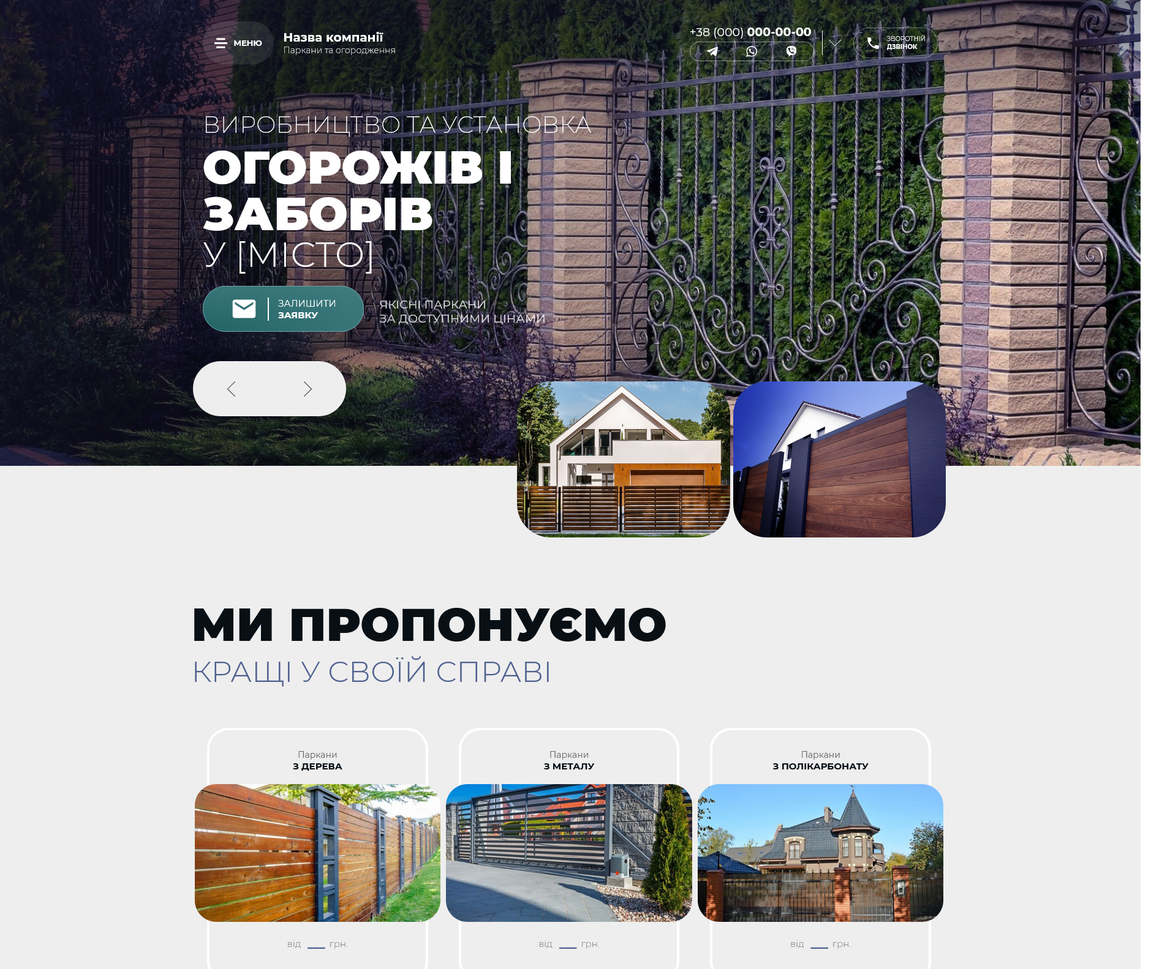 МЕНЮ
Назва компанії
Паркани та огородження
+38 (000) 000-00-00
ЗВОРОТНІЙ
ДЗВІНОК
ВИРОБНИЦТВО ТА УСТАНОВКА
ОГОРОЖІВ І
ЗАБОРІВ
У [МІСТО]
ЗАЛИШИТИ
ЗАЯВКУ
ЯКІСНІ ПАРКАНИ
ЗА ДОСТУПНИМИ ЦІНАМИ
МИ ПРОПОНУЄМО
КРАЩІ У СВОЇЙ СПРАВІ
Паркани
З ДЕРЕВА
Паркани
З МЕТАЛУ
Паркани
З ПОЛІКАРБОНАТУ
від ___ грн.
від ___ грн.
від ___ грн.